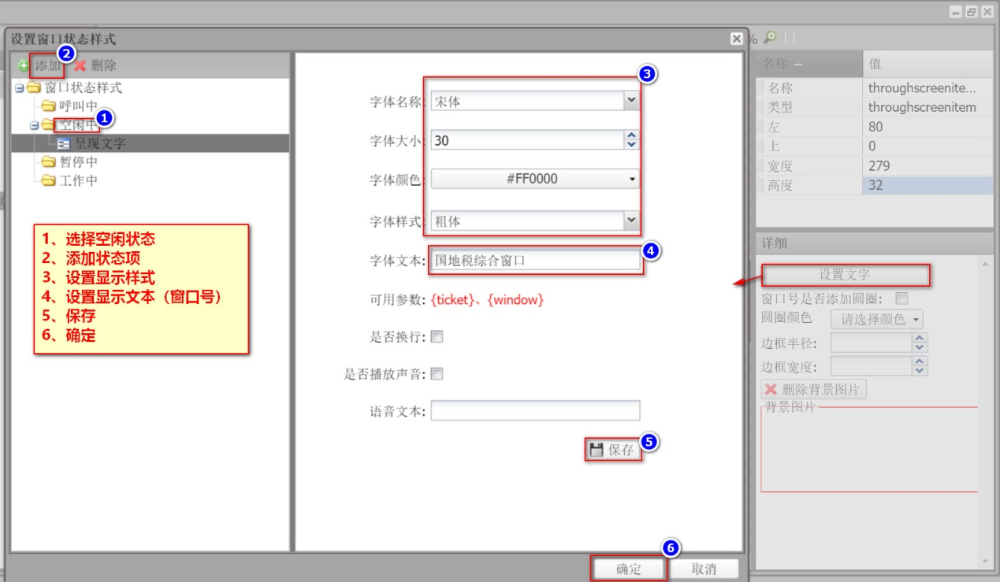 设置窗口状态样式
2
添加
删除
窗口状态样式
呼叫中
空闲中
1
呈现文字
暂停中
工作中
1、选择空闲状态
2、添加状态项
3、设置显示样式
4、设置显示文本（窗口号）
5、保存
6、确定
3
字体名称:
宋体
字体大小:
30
字体颜色:
#FF0000
字体样式:
粗体
字体文本:
国地税综合窗口
4
可用参数: {ticket}、{window}
是否换行:
是否播放声音:
语音文本:
保存
5
6
确定
取消
%
名称
值
名称
throughscreenite...
类型
throughscreenitem
左
80
上
0
宽度
279
高度
32
详细
设置文字
窗口号是否添加圆圈:
圆圈颜色
请选择颜色
边框半径:
边框宽度:
删除背景图片
背景图片